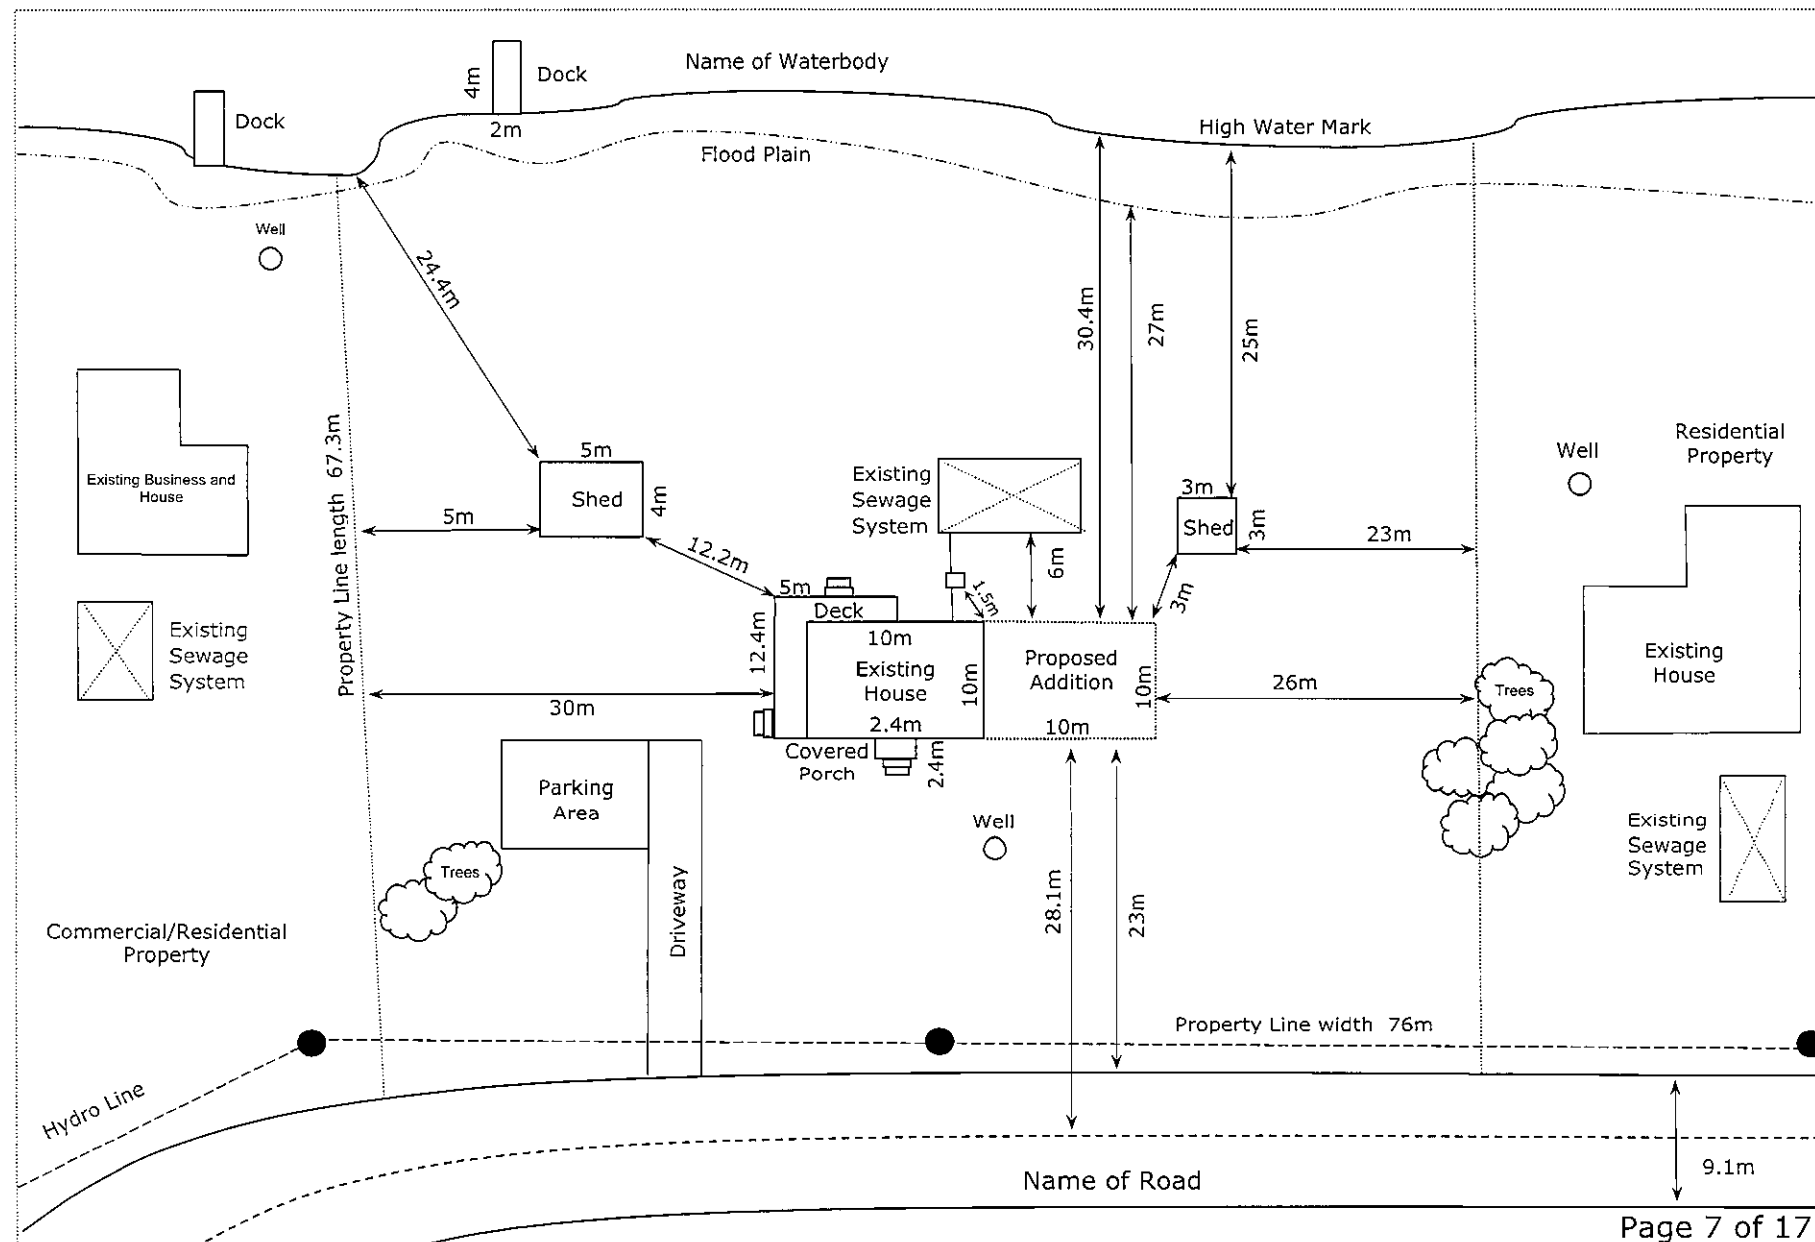 Name of Waterbody
Dock
4m
2m
Dock
High Water Mark
Flood Plain
Well
24.4m
30.4m
27m
25m
Property Line length 67.3m
Existing Business and
House
5m
Shed
4m
5m
12.2m
Existing
Sewage
System
6m
1.5m
3m
Shed
3m
3m
23m
Well
Residential
Property
Existing
Sewage
System
5m
Deck
12.4m
10m
Existing
House
10m
2.4m
Covered
Porch
2.4m
Proposed
Addition
10m
10m
30m
26m
Trees
Existing
House
Parking
Area
Trees
Driveway
Well
28.1m
23m
Existing
Sewage
System
Commercial/Residential
Property
Property Line width 76m
Hydro Line
Name of Road
9.1m
Page 7 of 17